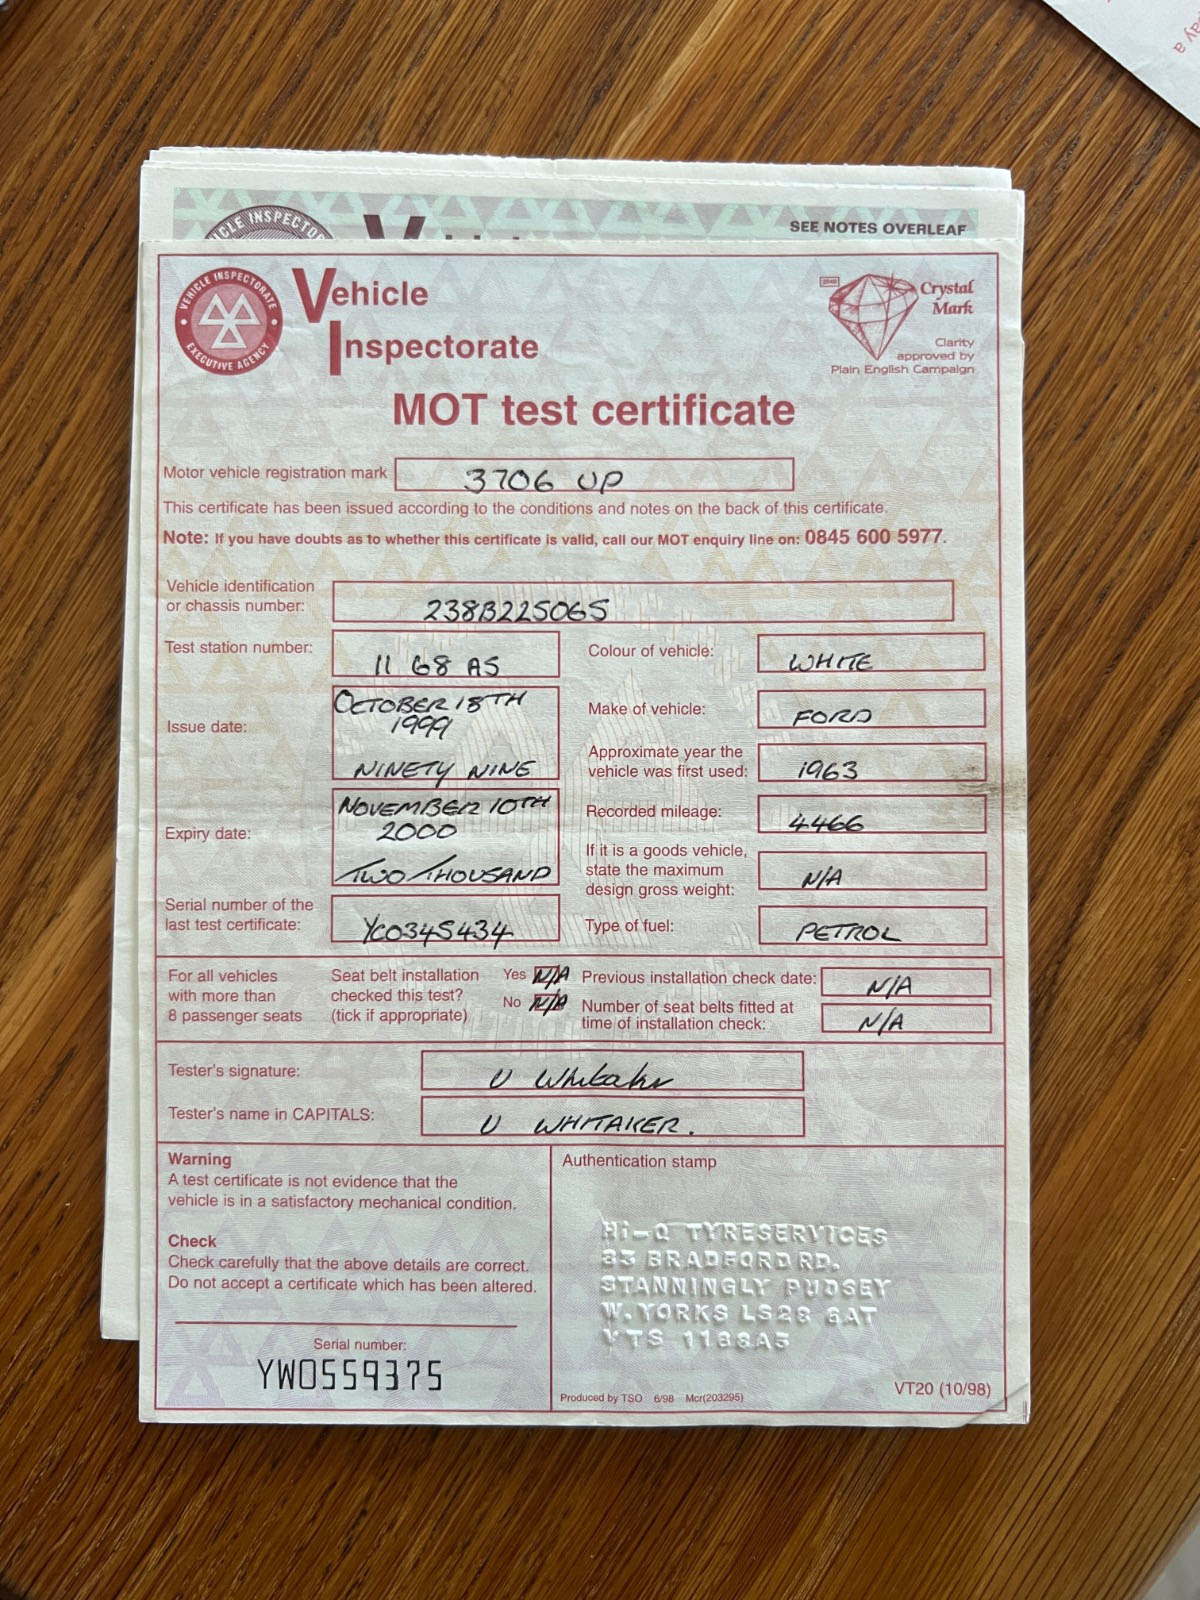 ay a
VEHICLE INSPECTOR
SEE NOTES OVERLEAF
VEHICLE INSPECTORATE
EXECUTIVE AGENCY
Vehicle
Inspectorate
Crystal
Mark
Clarity
approved by
Plain English Campaign
MOT test certificate
Motor vehicle registration mark 3706 UP
This certificate has been issued according to the conditions and notes on the back of this certificate.
Note: If you have doubts as to whether this certificate is valid, call our MOT enquiry line on: 0845 600 5977.
Vehicle identification
or chassis number: 238B225065
Test station number: 11 68 AS
Colour of vehicle: WHITE
Issue date: OCTOBER 18TH
1999
NINETY NINE
Make of vehicle: FORD
Approximate year the
vehicle was first used: 1963
Expiry date: NOVEMBER 10TH
2000
TWO THOUSAND
Recorded mileage: 4466
If it is a goods vehicle,
state the maximum
design gross weight: N/A
Serial number of the
last test certificate: YC0345434
Type of fuel: PETROL
For all vehicles
with more than
8 passenger seats
Seat belt installation
checked this test?
(tick if appropriate)
Yes N/A
No N/A
Previous installation check date: N/A
Number of seat belts fitted at
time of installation check: N/A
Tester's signature: U Whitaker
Tester's name in CAPITALS: U WHITAKER.
Warning
A test certificate is not evidence that the
vehicle is in a satisfactory mechanical condition.
Check
Check carefully that the above details are correct.
Do not accept a certificate which has been altered.
Serial number:
YW0559375
Authentication stamp
Hi-Q TYRESERVICES
83 BRADFORD RD.
STANNINGLY PUDSEY
W.YORKS LS28 6AT
VTS 1168AS
Produced by TSO 6/98 Mcr(203295)
VT20 (10/98)